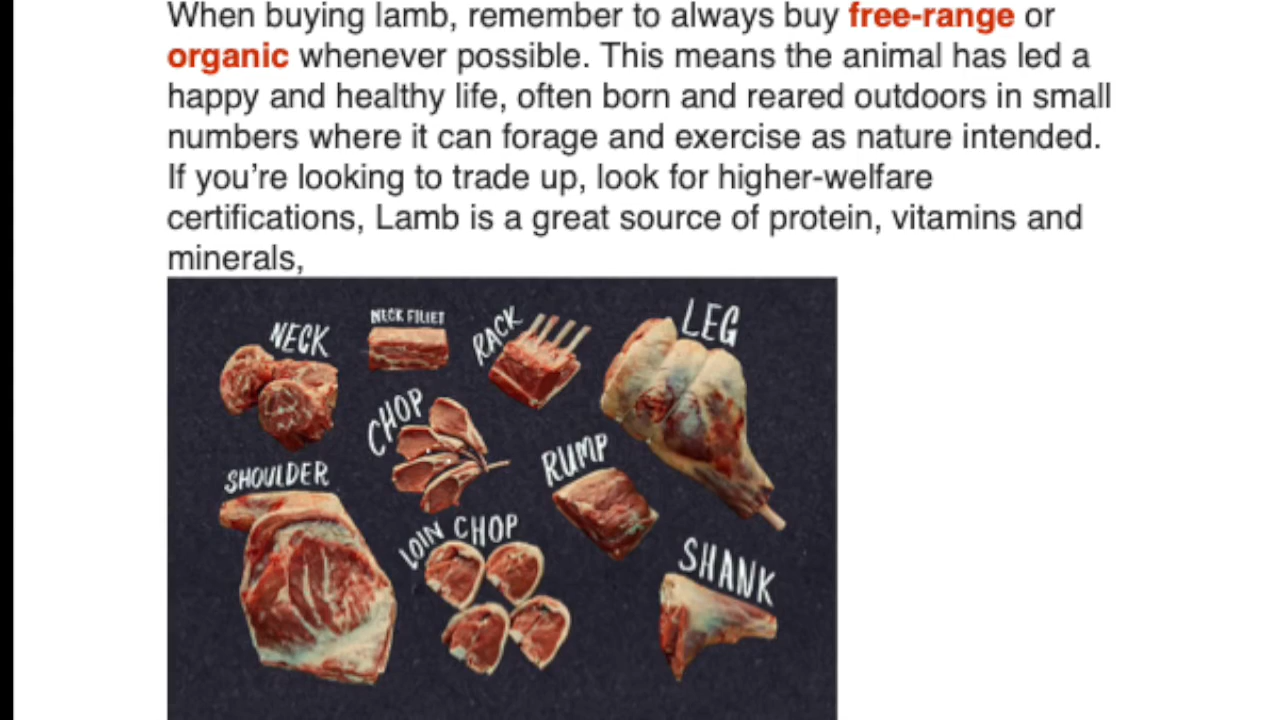 When buying lamb, remember to always buy free-range or
organic whenever possible. This means the animal has led a
happy and healthy life, often born and reared outdoors in small
numbers where it can forage and exercise as nature intended.
If you’re looking to trade up, look for higher-welfare
certifications, Lamb is a great source of protein, vitamins and
minerals,
NECK
NECK FILLET
RACK
LEG
CHOP
RUMP
SHOULDER
LOIN CHOP
SHANK